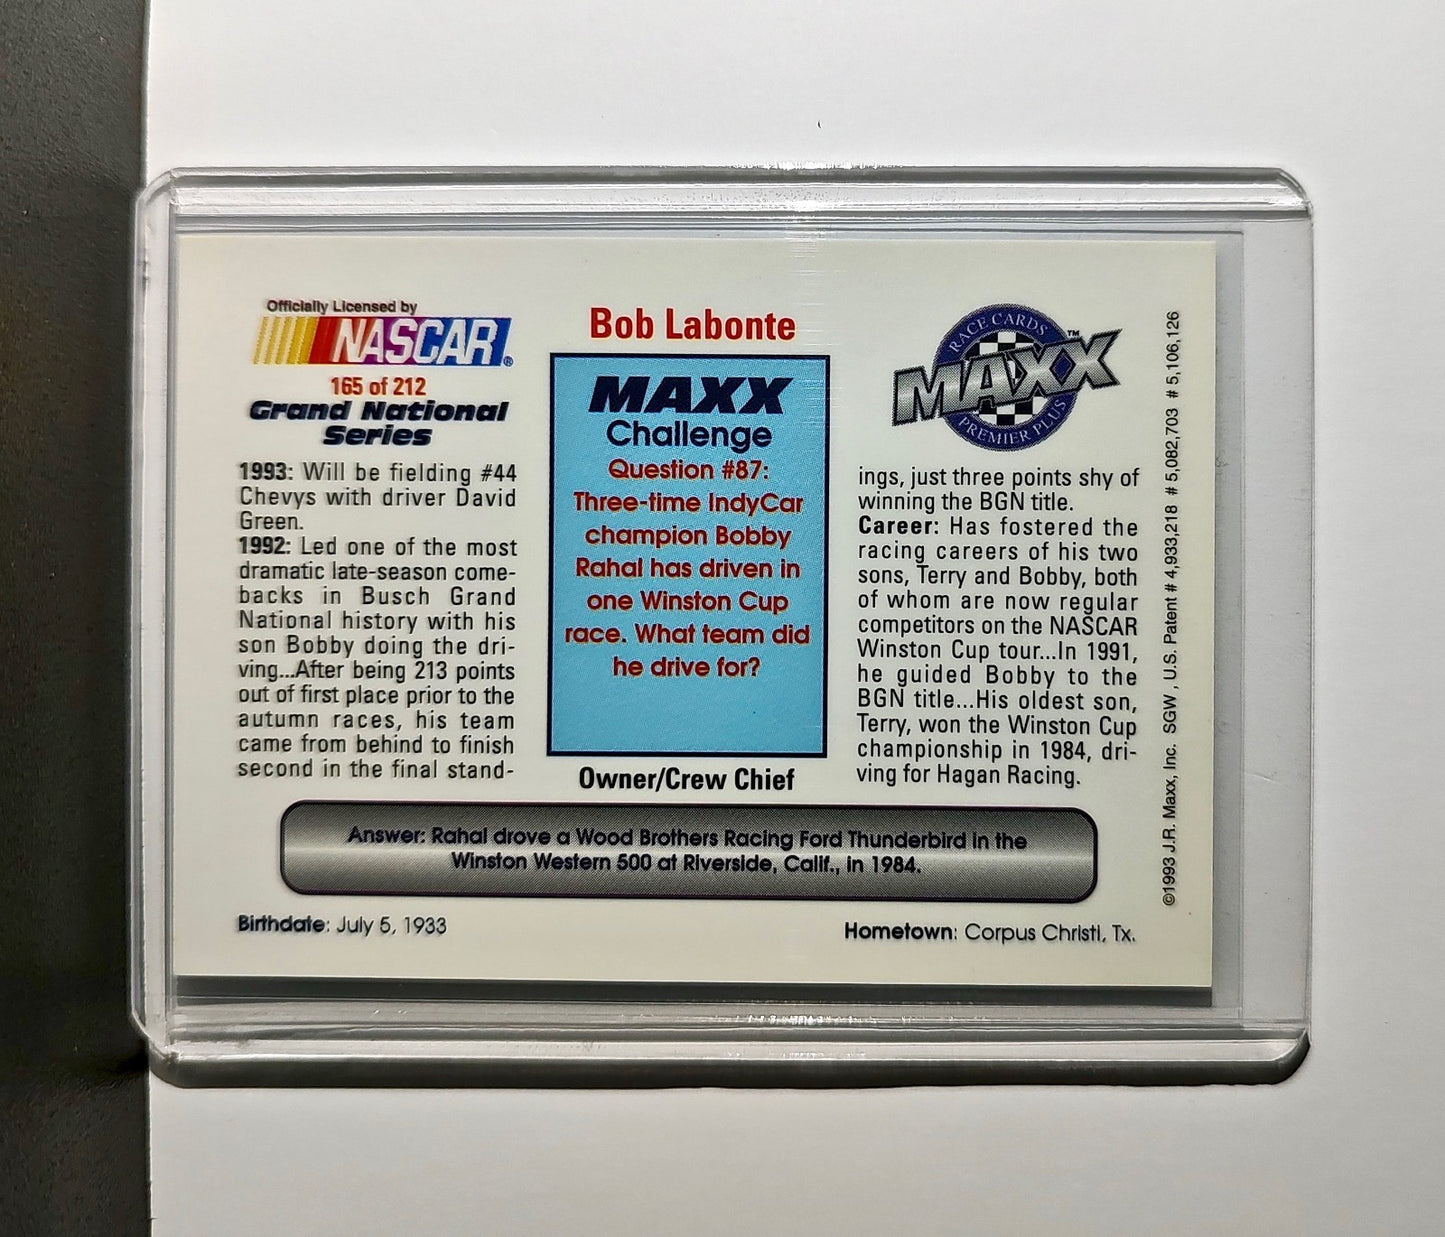 Officially Licensed by
NASCAR®
165 of 212
Grand National
Series
1993: Will be fielding #44
Chevys with driver David
Green.
1992: Led one of the most
dramatic late-season come-
backs in Busch Grand
National history with his
son Bobby doing the dri-
ving...After being 213 points
out of first place prior to the
autumn races, his team
came from behind to finish
second in the final stand-
Bob Labonte
MAXX
Challenge
Question #87:
Three-time IndyCar
champion Bobby
Rahal has driven in
one Winston Cup
race. What team did
he drive for?
Owner/Crew Chief
RACE CARDS
MAXX™
PREMIER PLUS
ings, just three points shy of
winning the BGN title.
Career: Has fostered the
racing careers of his two
sons, Terry and Bobby, both
of whom are now regular
competitors on the NASCAR
Winston Cup tour...In 1991,
he guided Bobby to the
BGN title...His oldest son,
Terry, won the Winston Cup
championship in 1984, dri-
ving for Hagan Racing.
Answer: Rahal drove a Wood Brothers Racing Ford Thunderbird in the
Winston Western 500 at Riverside, Calif., in 1984.
Birthdate: July 5, 1933
Hometown: Corpus Christi, Tx.
©1993 J.R. Maxx, Inc. SGW, U.S. Patent # 4,933,218 # 5,082,703 # 5,106,126